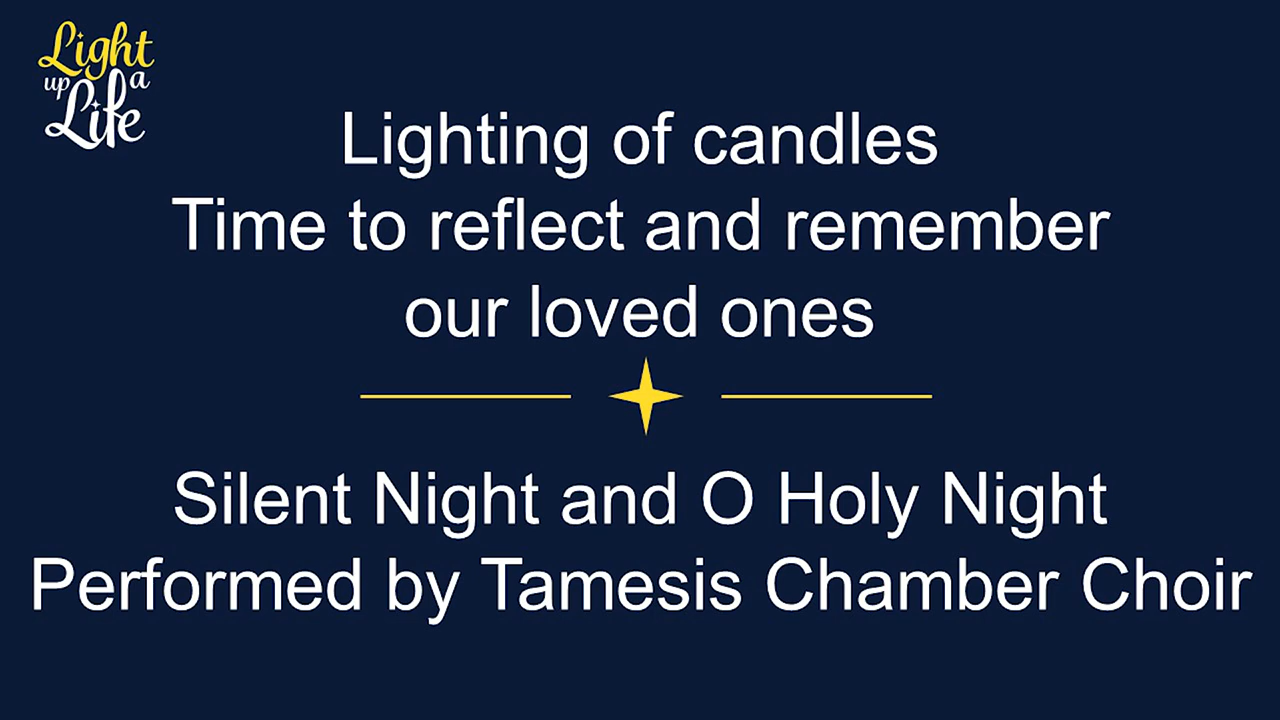 Light
up a
Life
Lighting of candles
Time to reflect and remember
our loved ones
Silent Night and O Holy Night
Performed by Tamesis Chamber Choir